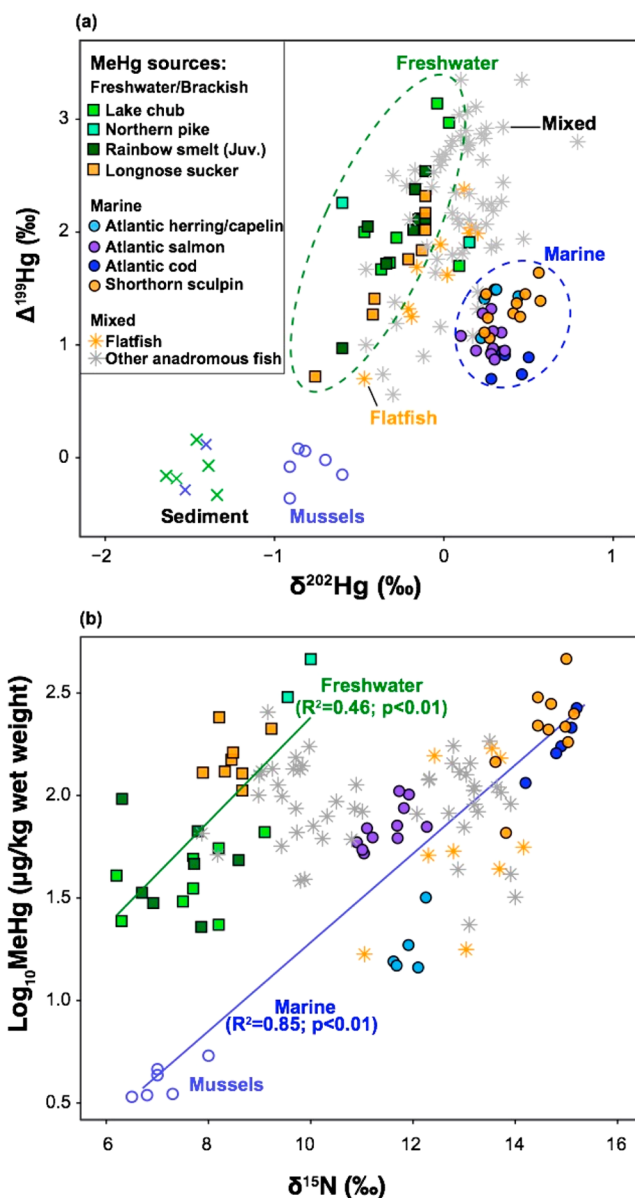 (a)
MeHg sources:
Freshwater/Brackish
Lake chub
Northern pike
Rainbow smelt (Juv.)
Longnose sucker
Marine
Atlantic herring/capelin
Atlantic salmon
Atlantic cod
Shorthorn sculpin
Mixed
Flatfish
Other anadromous fish
Freshwater
Mixed
Marine
Flatfish
Sediment
Mussels
3
2
1
0
Δ¹⁹⁹Hg (‰)
−2
−1
0
1
δ²⁰²Hg (‰)
(b)
Freshwater
(R²=0.46; p<0.01)
Marine
(R²=0.85; p<0.01)
Mussels
2.5
2.0
1.5
1.0
0.5
Log₁₀MeHg (µg/kg wet weight)
6
8
10
12
14
16
δ¹⁵N (‰)